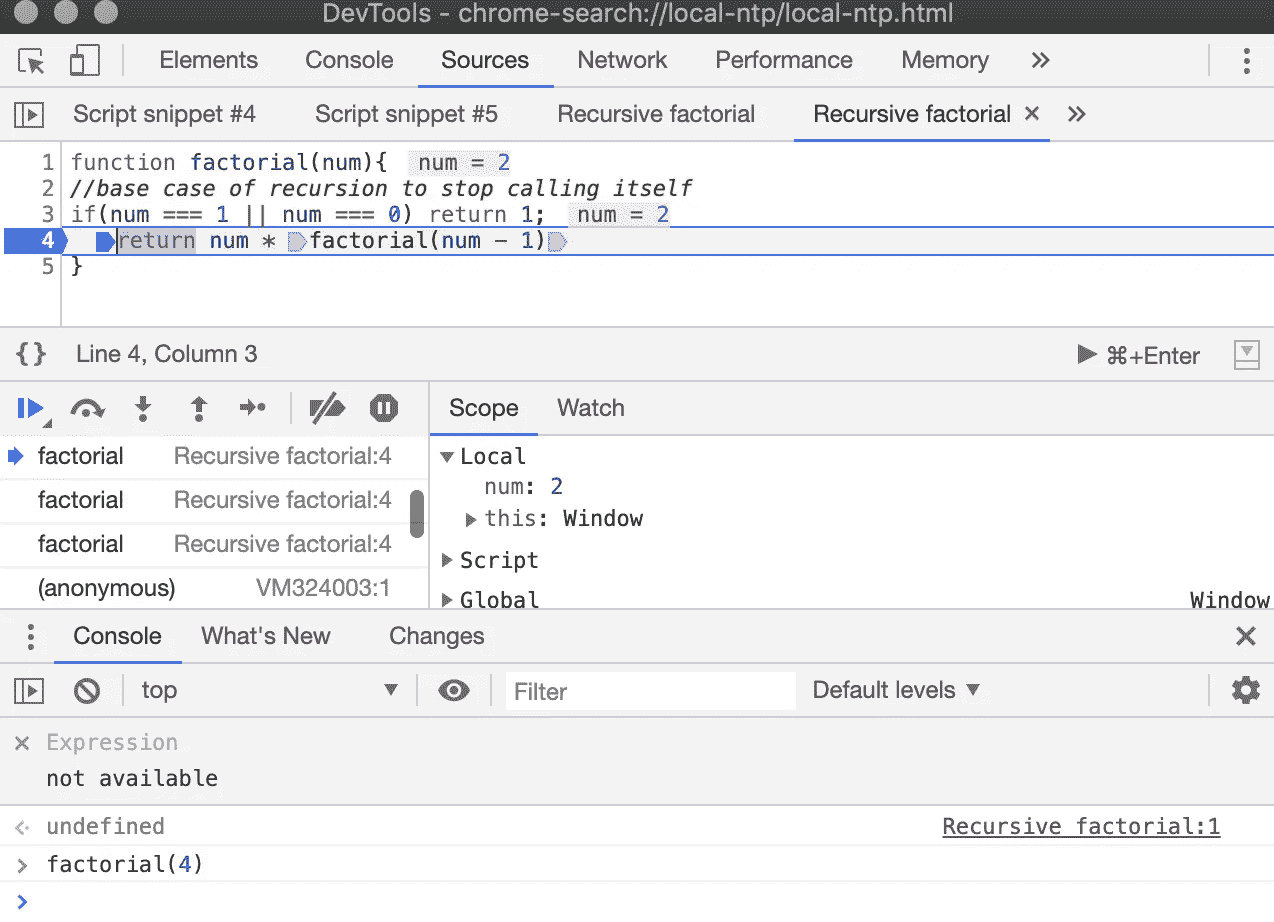 DevTools - chrome-search://local-ntp/local-ntp.html
Elements Console Sources Network Performance Memory »
Script snippet #4 Script snippet #5 Recursive factorial Recursive factorial × »
1 function factorial(num){ num = 2
2 //base case of recursion to stop calling itself
3 if(num === 1 || num === 0) return 1; num = 2
4 return num * factorial(num - 1)
5 }
{} Line 4, Column 3 ⌘+Enter
Scope Watch
factorial Recursive factorial:4
factorial Recursive factorial:4
factorial Recursive factorial:4
(anonymous) VM324003:1
Local
num: 2
this: Window
Script
Global Window
Console What's New Changes ×
top Filter Default levels
Expression
not available
undefined Recursive factorial:1
> factorial(4)
>